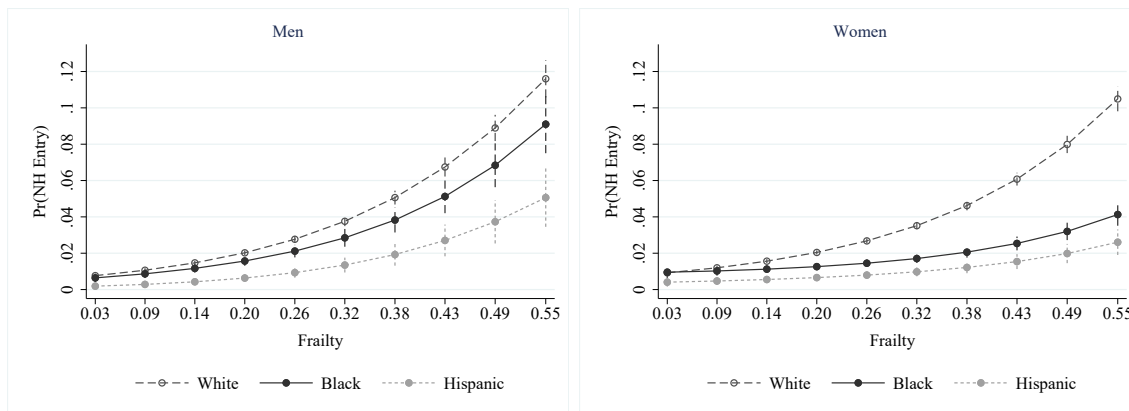 Men
Pr(NH Entry)
.12
.1
.08
.06
.04
.02
0
0.03 0.09 0.14 0.20 0.26 0.32 0.38 0.43 0.49 0.55
Frailty
White Black Hispanic
Women
Pr(NH Entry)
.12
.1
.08
.06
.04
.02
0
0.03 0.09 0.14 0.20 0.26 0.32 0.38 0.43 0.49 0.55
Frailty
White Black Hispanic